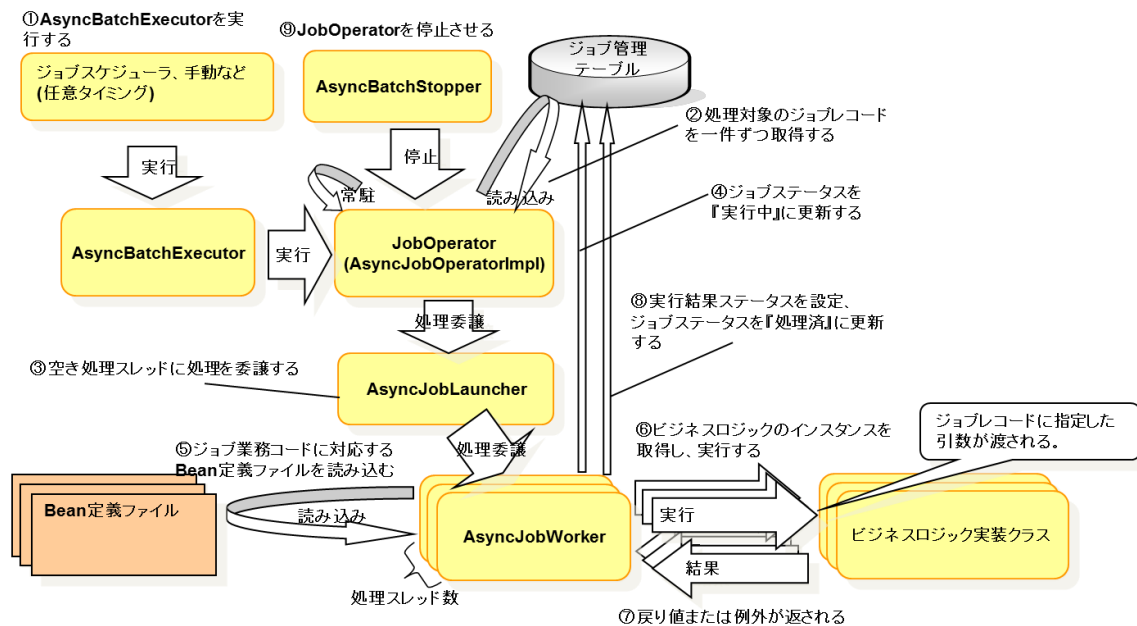 ①AsyncBatchExecutorを実
行する
ジョブスケジューラ、手動など
(任意タイミング)
⑨JobOperatorを停止させる
AsyncBatchStopper
ジョブ管理
テーブル
②処理対象のジョブレコード
を一件ずつ取得する
実行
停止
常駐
読み込み
④ジョブステータスを
『実行中』に更新する
AsyncBatchExecutor
実行
JobOperator
(AsyncJobOperatorImpl)
⑧実行結果ステータスを設定、
ジョブステータスを『処理済』に更新
する
処理委譲
③空き処理スレッドに処理を委譲する
AsyncJobLauncher
処理委譲
⑤ジョブ業務コードに対応する
Bean定義ファイルを読み込む
⑥ビジネスロジックのインスタンスを
取得し、実行する
ジョブレコードに指定した
引数が渡される。
Bean定義ファイル
読み込み
AsyncJobWorker
実行
ビジネスロジック実装クラス
結果
処理スレッド数
⑦戻り値または例外が返される